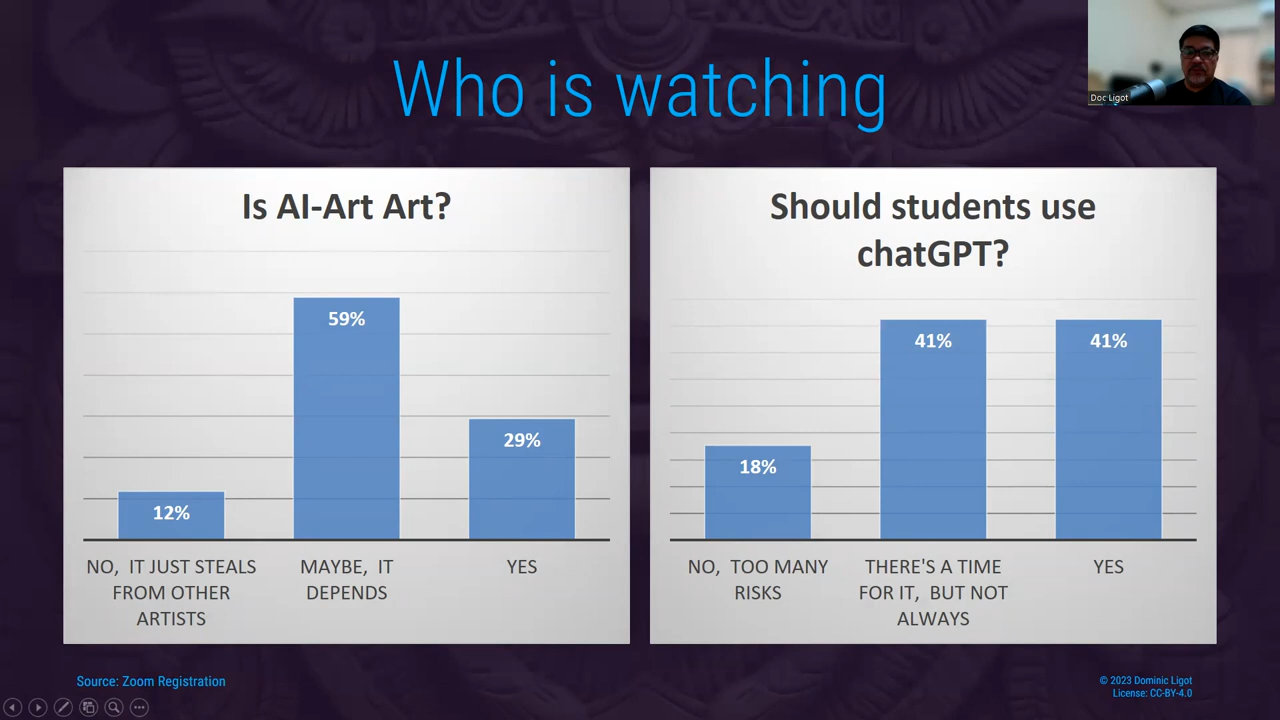 Who is watching
Doc Ligot
Is AI-Art Art?
59%
29%
12%
NO, IT JUST STEALS
FROM OTHER
ARTISTS
MAYBE, IT
DEPENDS
YES
Should students use
chatGPT?
41%
41%
18%
NO, TOO MANY
RISKS
THERE'S A TIME
FOR IT, BUT NOT
ALWAYS
YES
Source: Zoom Registration
© 2023 Dominic Ligot
License: CC-BY-4.0